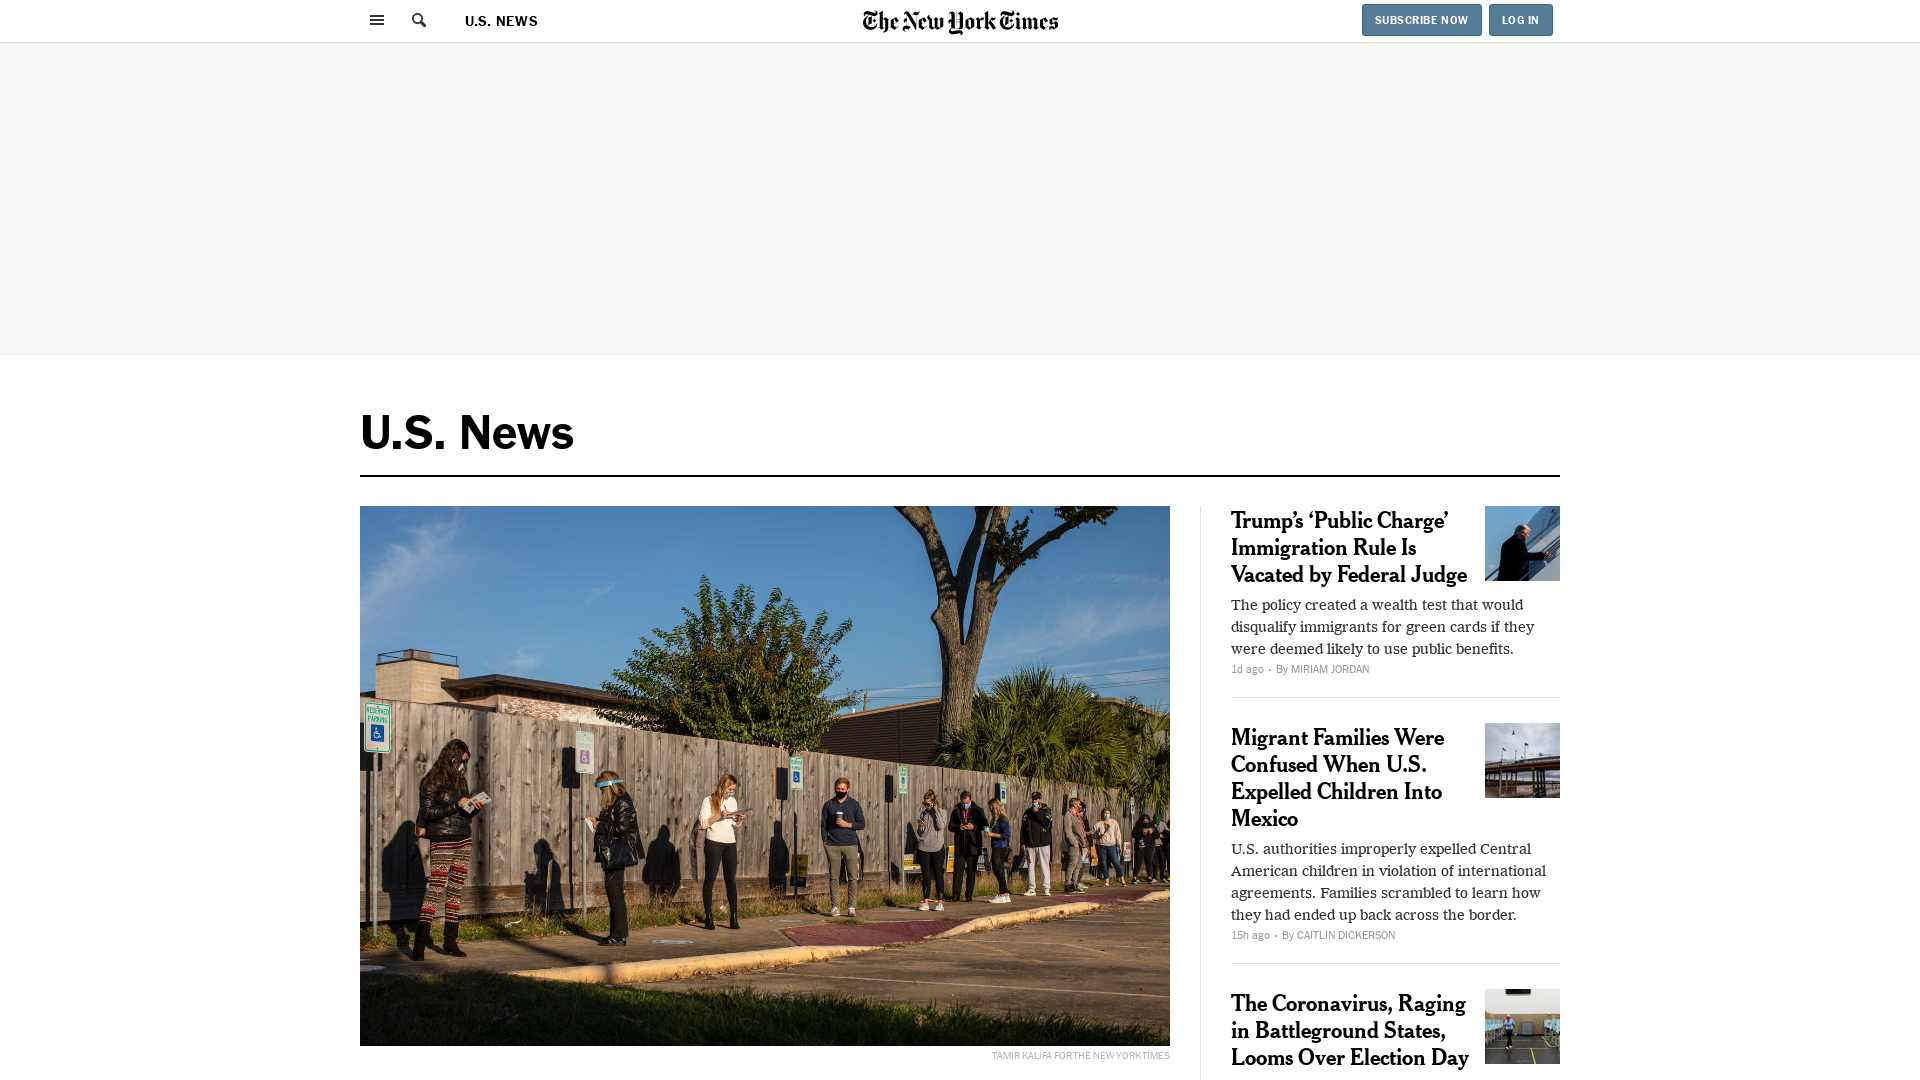 U.S. NEWS
The New York Times
SUBSCRIBE NOW
LOG IN
U.S. News
RESERVED
PARKING
TAMIR KALIFA FOR THE NEW YORK TIMES
Trump's ‘Public Charge’
Immigration Rule Is
Vacated by Federal Judge
The policy created a wealth test that would
disqualify immigrants for green cards if they
were deemed likely to use public benefits.
1d ago • By MIRIAM JORDAN
Migrant Families Were
Confused When U.S.
Expelled Children Into
Mexico
U.S. authorities improperly expelled Central
American children in violation of international
agreements. Families scrambled to learn how
they had ended up back across the border.
15h ago • By CAITLIN DICKERSON
The Coronavirus, Raging
in Battleground States,
Looms Over Election Day